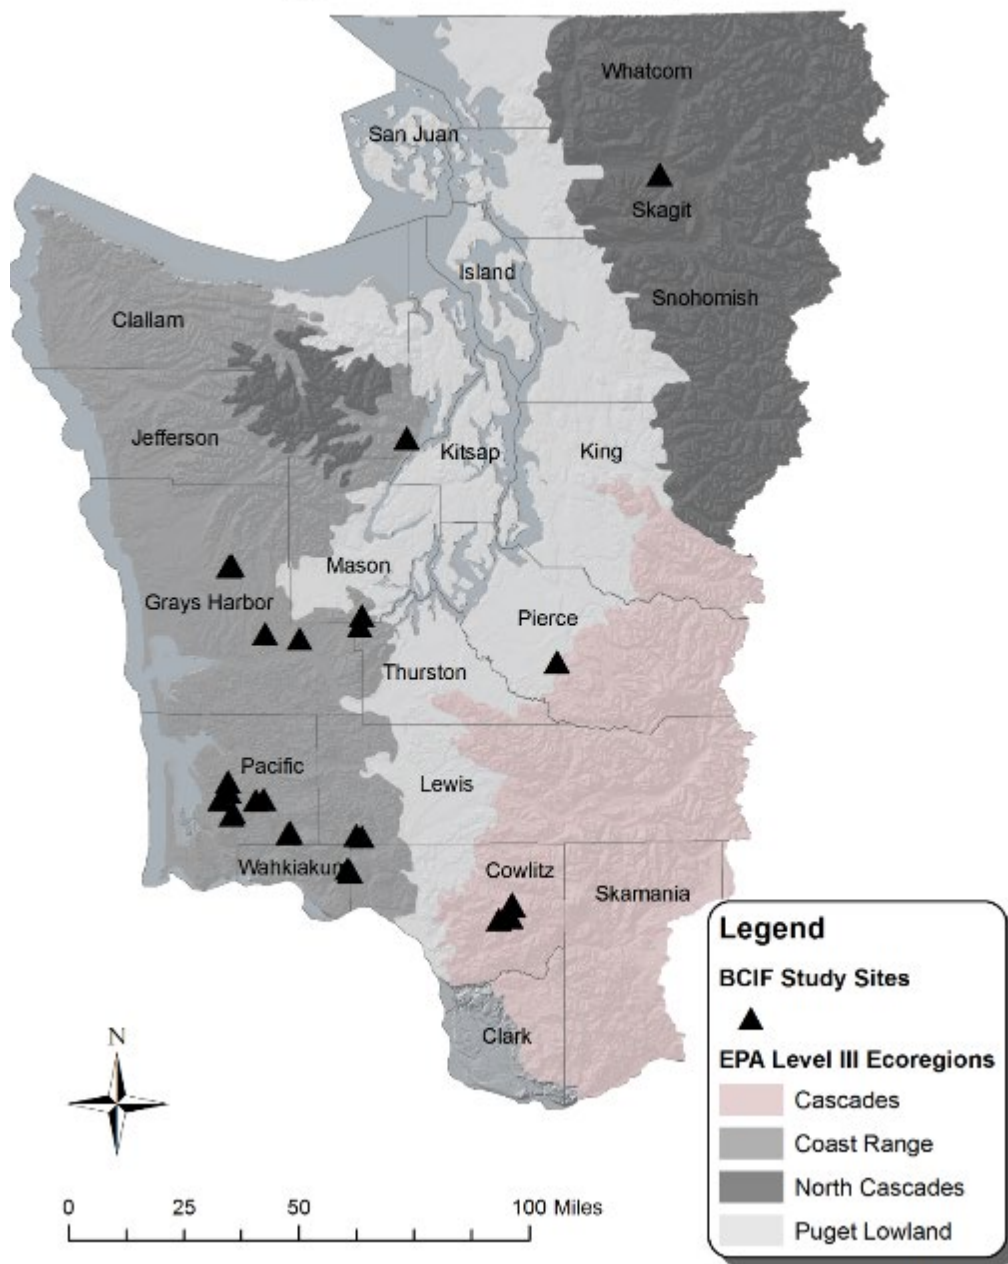 Whatcom
San Juan
Skagit
Island
Snohomish
Clallam
Jefferson
Kitsap
King
Mason
Grays Harbor
Pierce
Thurston
Pacific
Lewis
Wahkiakum
Cowlitz
Skamania
Clark
N
0 25 50 100 Miles
Legend
BCIF Study Sites
EPA Level III Ecoregions
Cascades
Coast Range
North Cascades
Puget Lowland